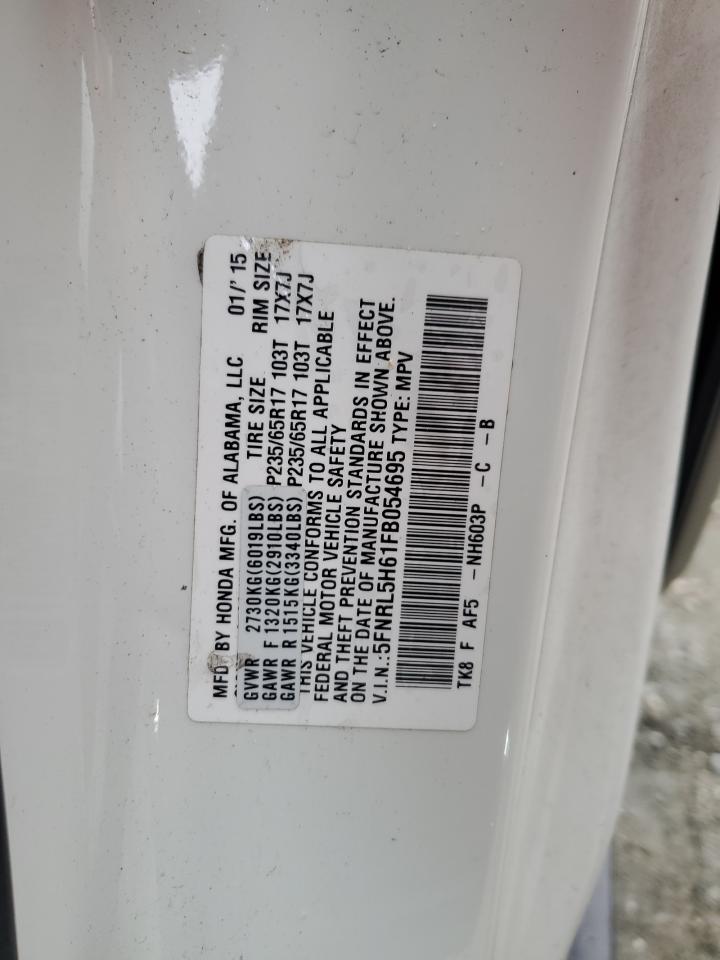 MFD. BY HONDA MFG. OF ALABAMA, LLC 01/'15
TIRE SIZE RIM SIZE
GVWR 2730KG(6019LBS)
GAWR F 1320KG(2910LBS) P235/65R17 103T 17X7J
GAWR R 1515KG(3340LBS) P235/65R17 103T 17X7J
THIS VEHICLE CONFORMS TO ALL APPLICABLE
FEDERAL MOTOR VEHICLE SAFETY
AND THEFT PREVENTION STANDARDS IN EFFECT
ON THE DATE OF MANUFACTURE SHOWN ABOVE.
V.I.N.:5FNRL5H61FB054695 TYPE: MPV
TK8 F AF5 -NH603P -C -B